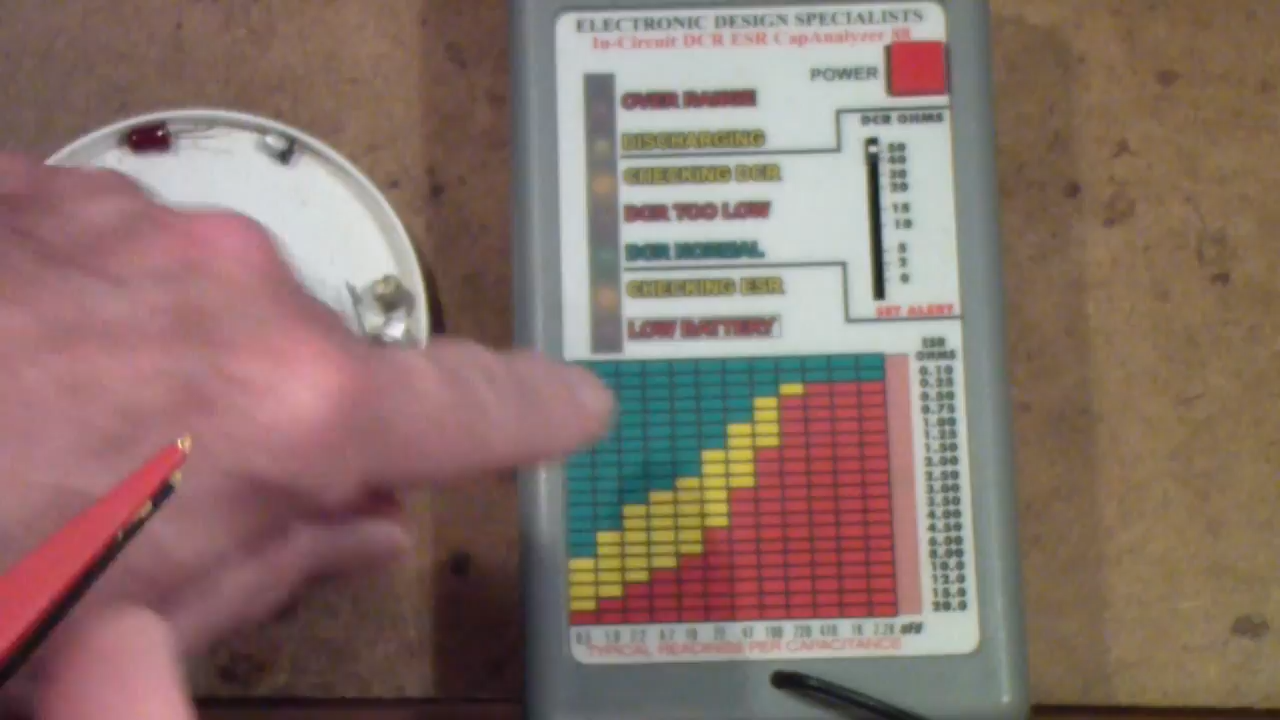 ELECTRONIC DESIGN SPECIALISTS
In-Circuit DCR ESR CapAnalyzer 88
POWER
OVER RANGE
DISCHARGING
CHECKING DCR
DCR TOO LOW
DCR NORMAL
CHECKING ESR
LOW BATTERY
DCR OHMS
50
40
30
20
15
10
5
2
0
SET ALERT
ESR
OHMS
0.10
0.25
0.50
0.75
1.00
1.25
1.50
2.00
2.50
3.00
3.50
4.00
4.50
6.00
8.00
10.0
12.0
15.0
20.0
0.5 1.0 2.2 4.7 10 22 47 100 220 470 1K 2.2K uFd
TYPICAL READINGS PER CAPACITANCE